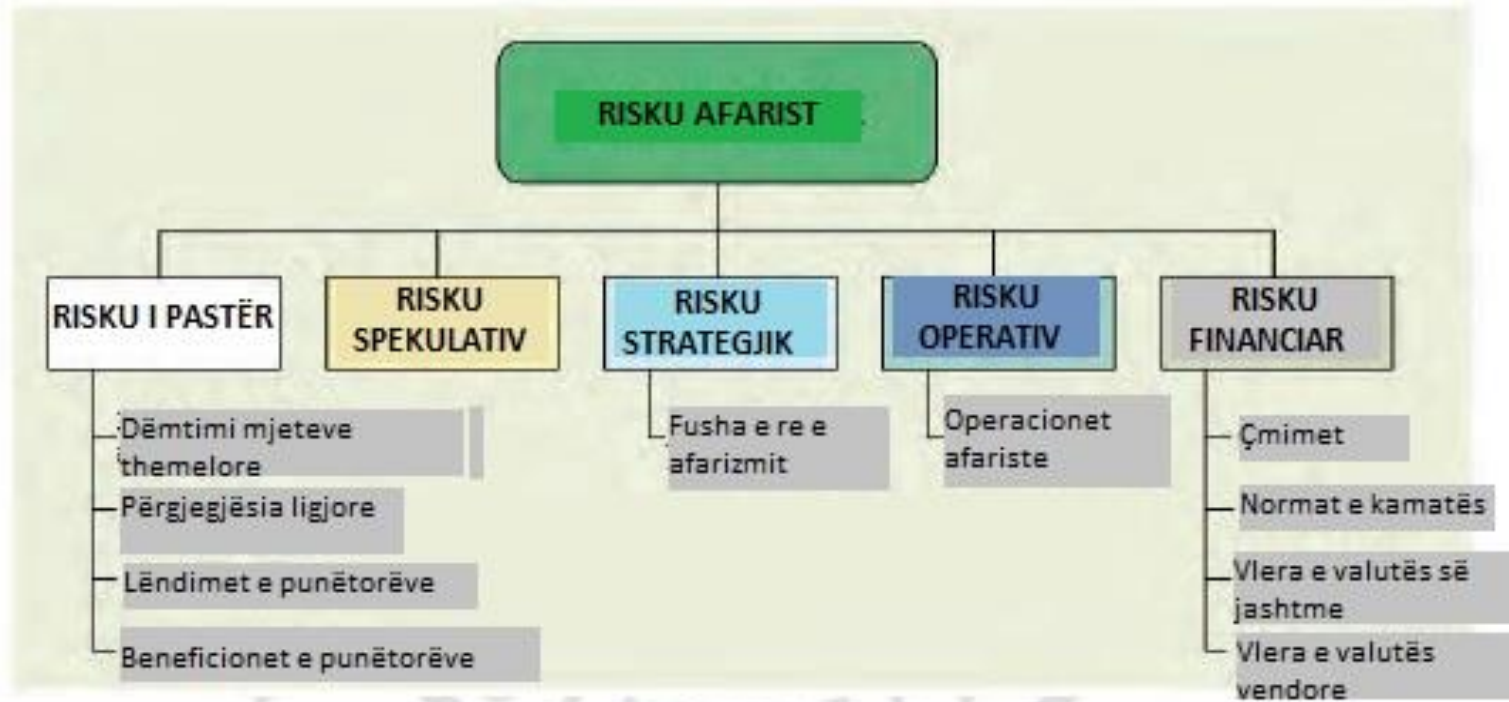 RISKU AFARIST
RISKU I PASTËR
RISKU
SPEKULATIV
RISKU
STRATEGJIK
RISKU
OPERATIV
RISKU
FINANCIAR
Dëmtimi mjeteve
themelore
Përgjegjësia ligjore
Lëndimet e punëtorëve
Beneficionet e punëtorëve
Fusha e re e
afarizmit
Operacionet
afariste
Çmimet
Normat e kamatës
Vlera e valutës së
jashtme
Vlera e valutës
vendore